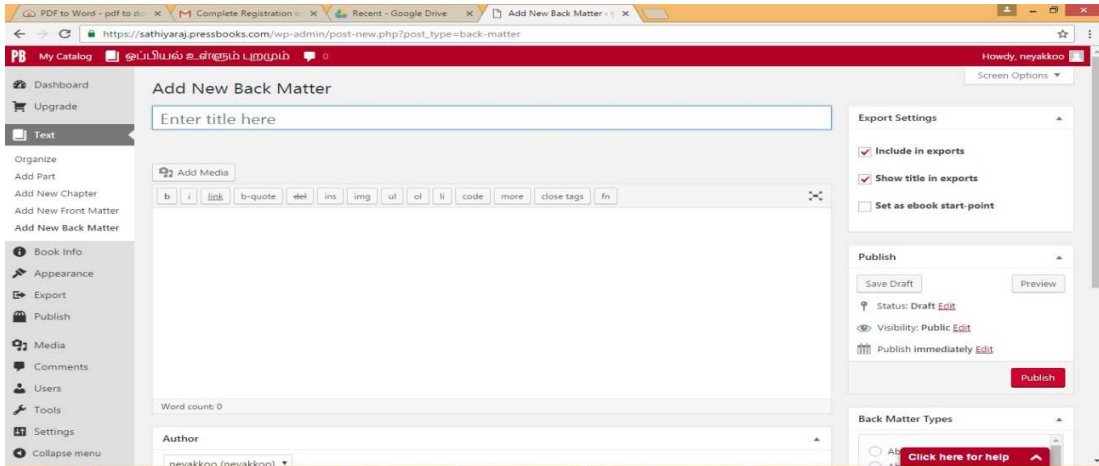 PDF to Word - pdf to do
Complete Registration o
Recent - Google Drive
Add New Back Matter
https://sathiyaraj.pressbooks.com/wp-admin/post-new.php?post_type=back-matter
PB My Catalog ஒப்பியல் உள்ளும் புறமும் 0
Howdy, neyakkoo
Screen Options
Dashboard
Upgrade
Text
Organize
Add Part
Add New Chapter
Add New Front Matter
Add New Back Matter
Book Info
Appearance
Export
Publish
Media
Comments
Users
Tools
Settings
Collapse menu
Add New Back Matter
Enter title here
Add Media
b i link b-quote del ins img ul ol li code more close tags fn
Word count: 0
Author
neyakkoo (neyakkoo)
Export Settings
Include in exports
Show title in exports
Set as ebook start-point
Publish
Save Draft Preview
Status: Draft Edit
Visibility: Public Edit
Publish immediately Edit
Publish
Back Matter Types
Click here for help